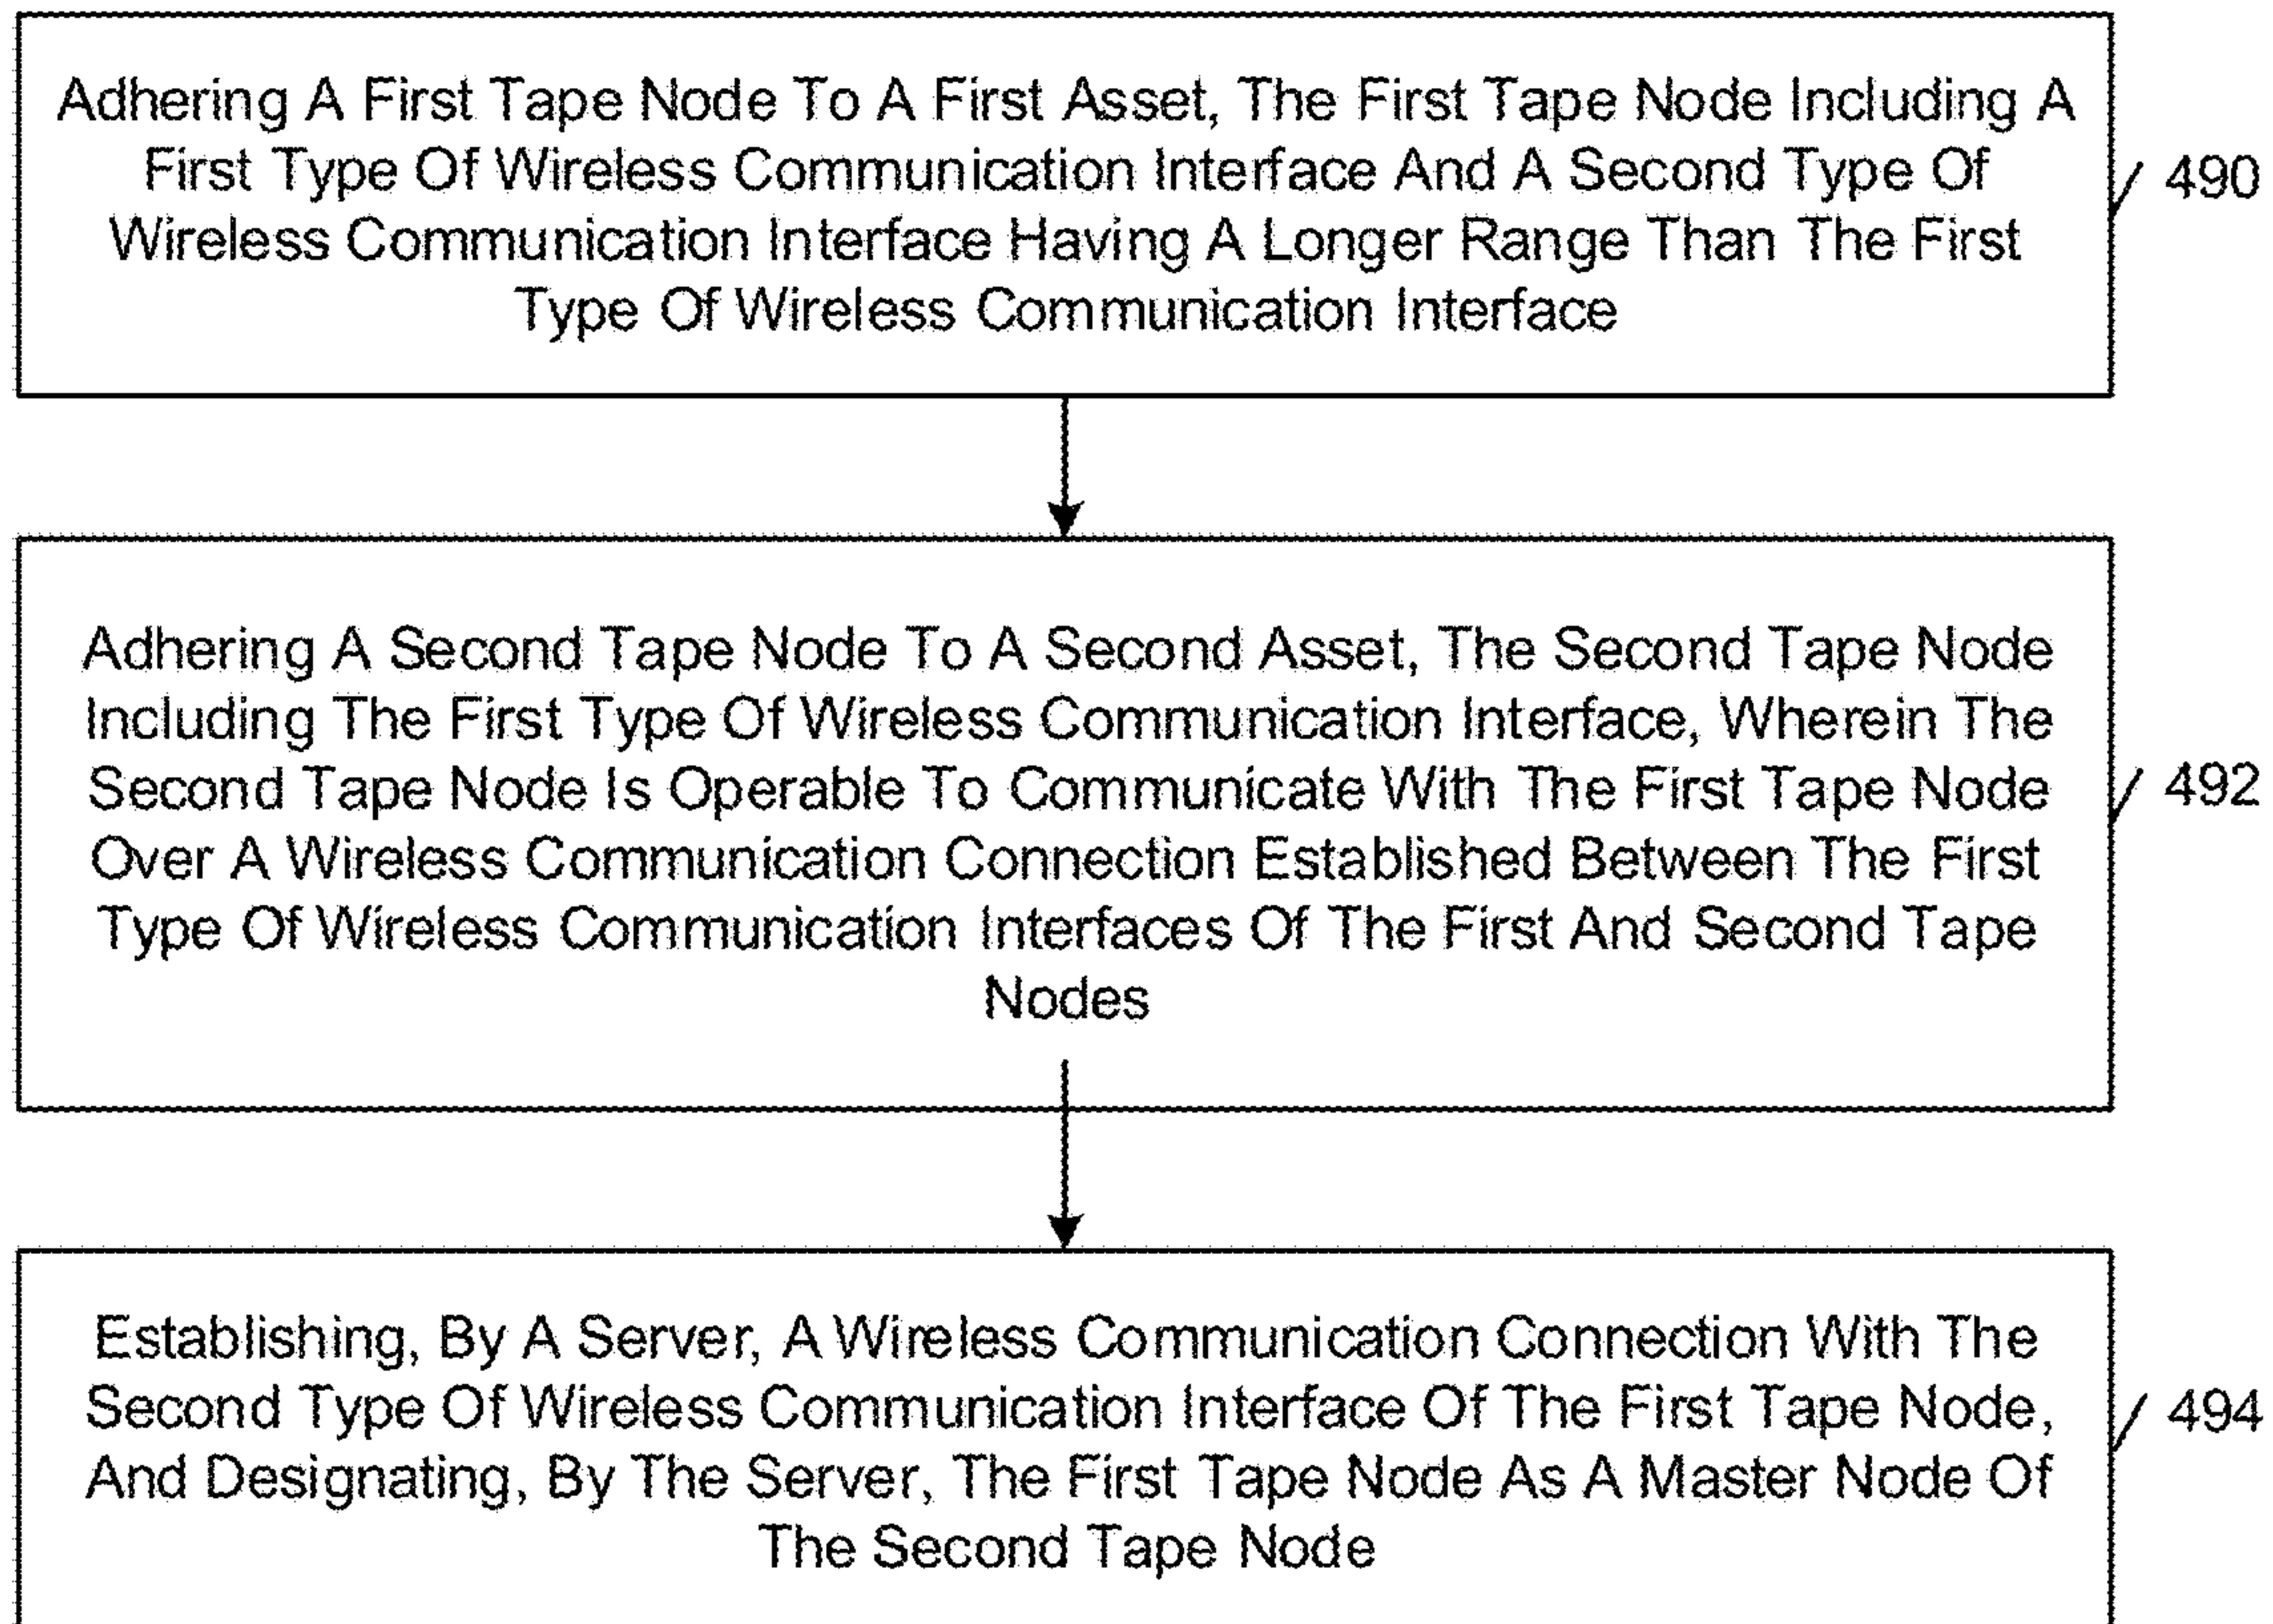 Adhering A First Tape Node To A First Asset, The First Tape Node Including A
First Type Of Wireless Communication Interface And A Second Type Of
Wireless Communication Interface Having A Longer Range Than The First
Type Of Wireless Communication Interface
490
Adhering A Second Tape Node To A Second Asset, The Second Tape Node
Including The First Type Of Wireless Communication Interface, Wherein The
Second Tape Node Is Operable To Communicate With The First Tape Node
Over A Wireless Communication Connection Established Between The First
Type Of Wireless Communication Interfaces Of The First And Second Tape
Nodes
492
Establishing, By A Server, A Wireless Communication Connection With The
Second Type Of Wireless Communication Interface Of The First Tape Node,
And Designating, By The Server, The First Tape Node As A Master Node Of
The Second Tape Node
494